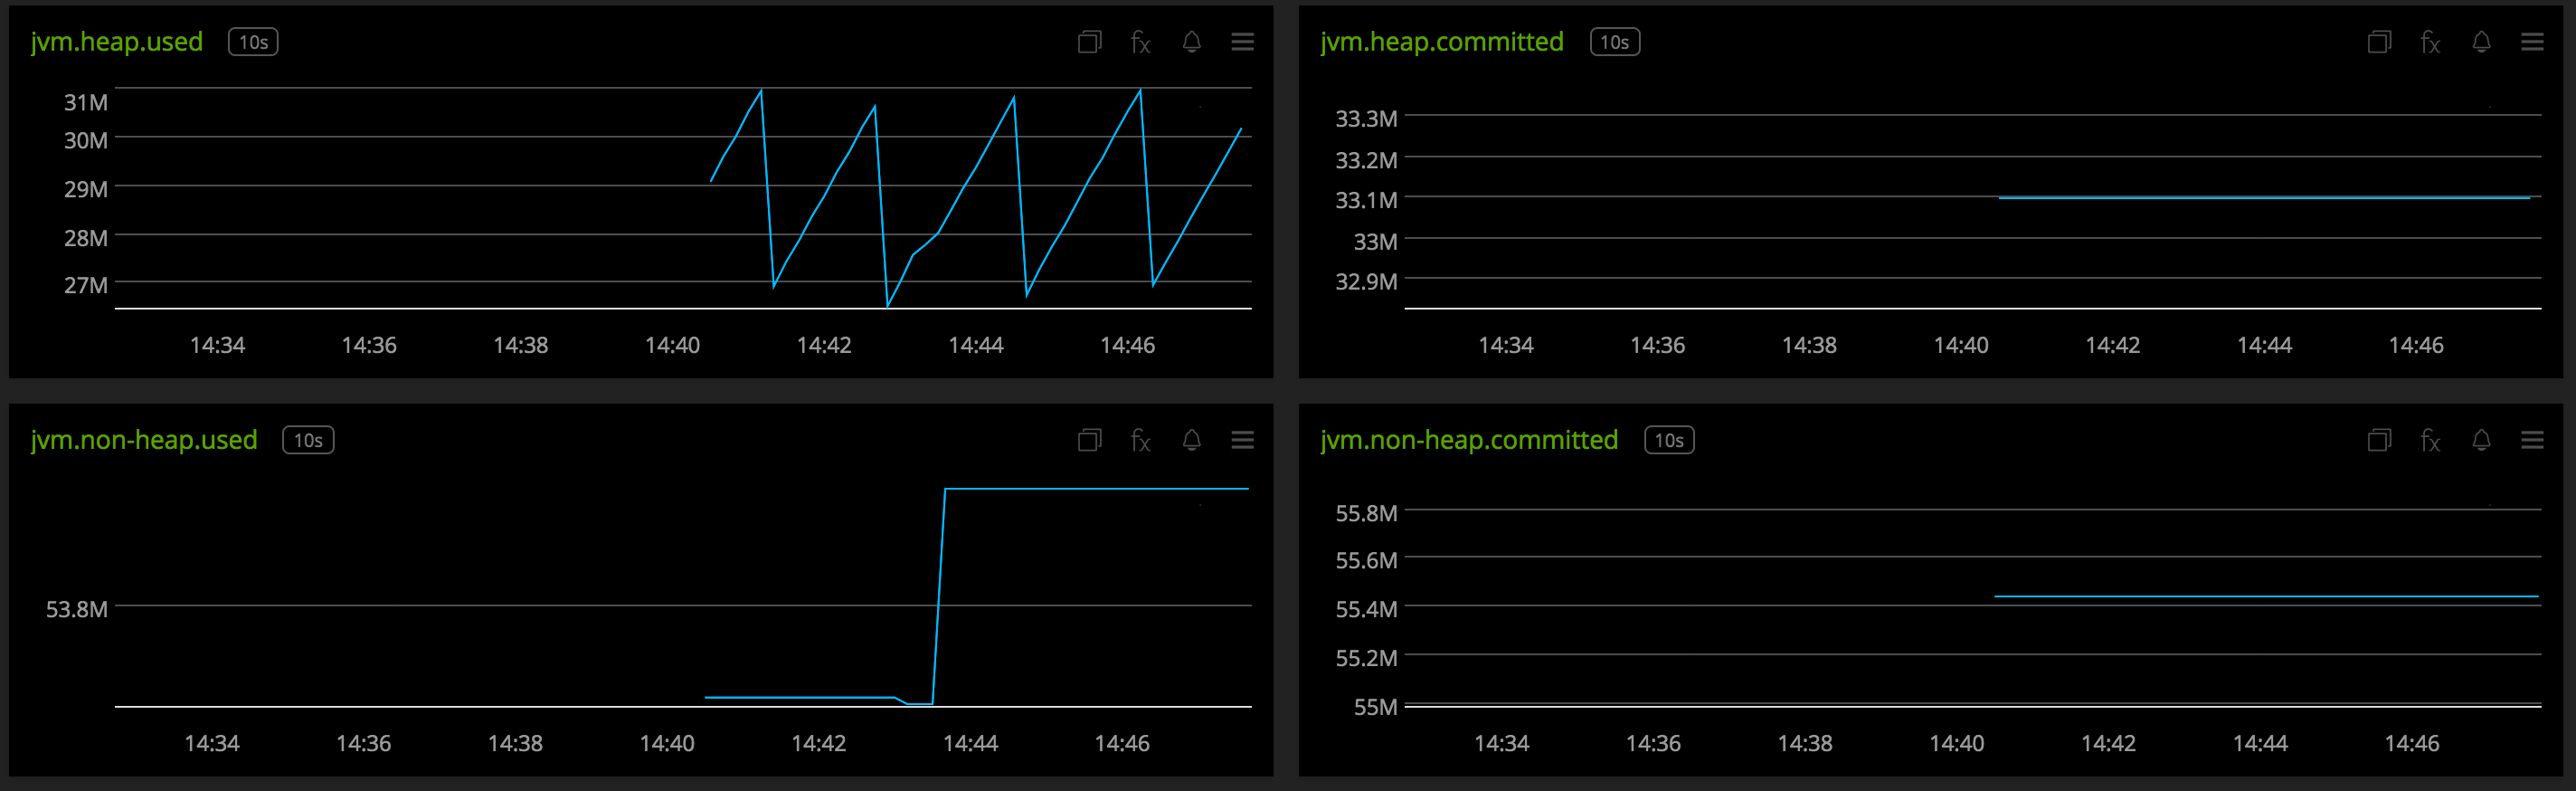 jvm.heap.used 10s fx
31M
30M
29M
28M
27M
14:34 14:36 14:38 14:40 14:42 14:44 14:46
jvm.heap.committed 10s fx
33.3M
33.2M
33.1M
33M
32.9M
14:34 14:36 14:38 14:40 14:42 14:44 14:46
jvm.non-heap.used 10s fx
53.8M
14:34 14:36 14:38 14:40 14:42 14:44 14:46
jvm.non-heap.committed 10s fx
55.8M
55.6M
55.4M
55.2M
55M
14:34 14:36 14:38 14:40 14:42 14:44 14:46